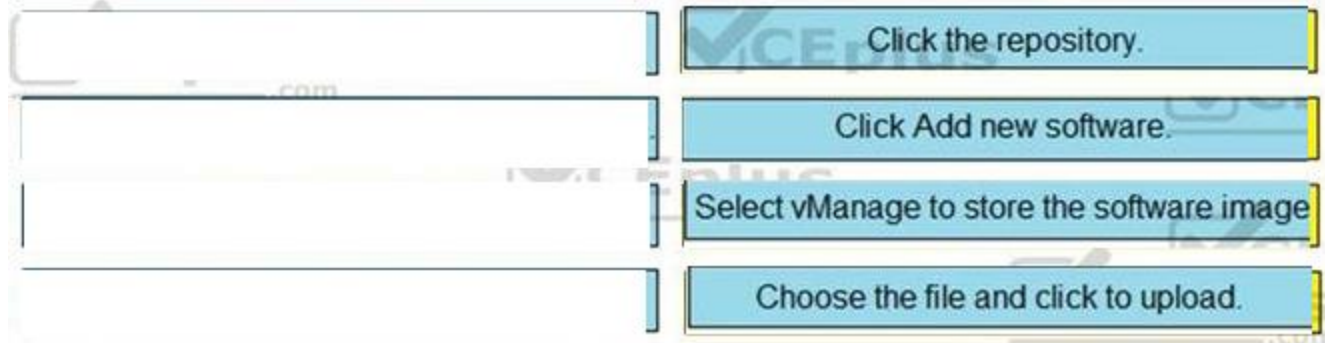 Click the repository.
.com
Click Add new software.
Select vManage to store the software image
Choose the file and click to upload.